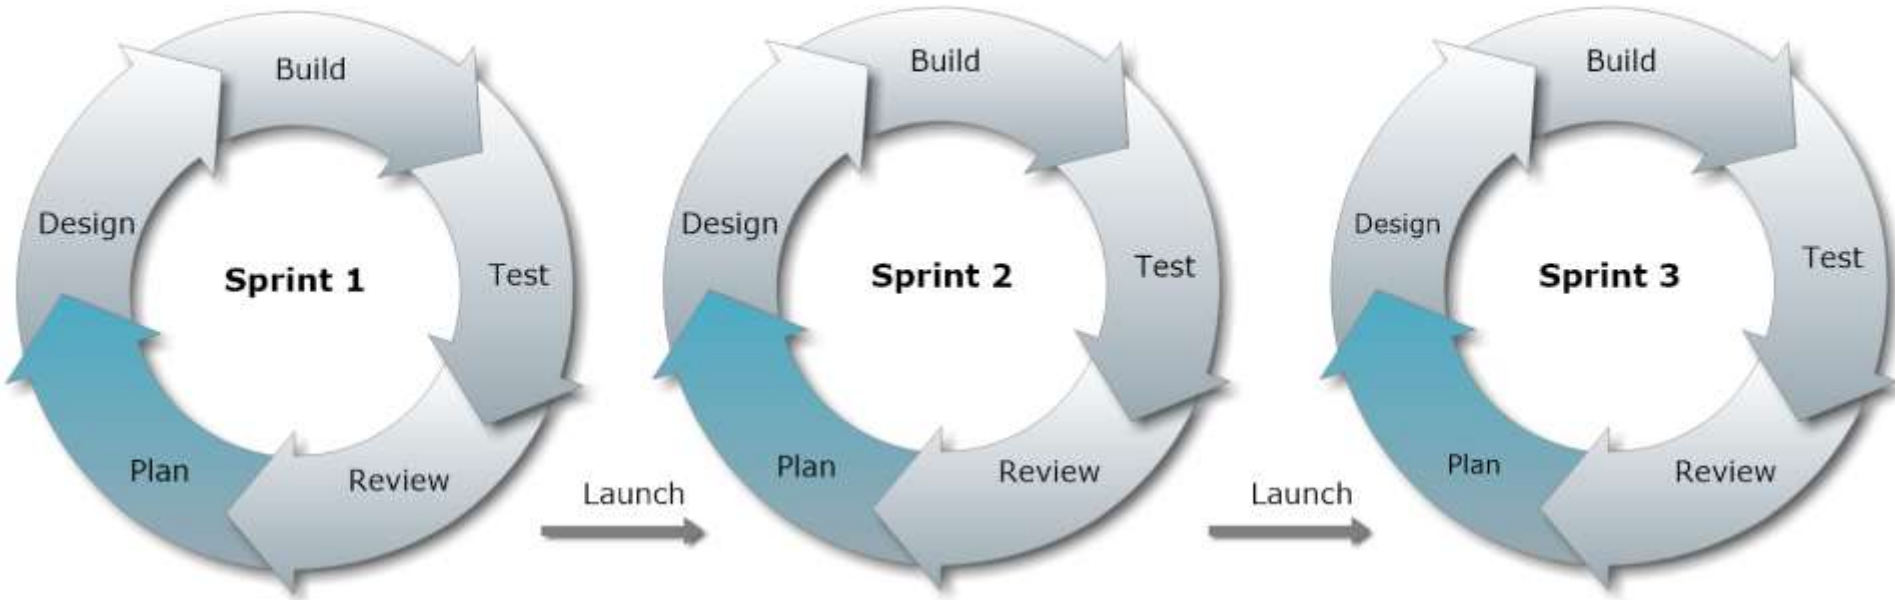 Build
Design
Sprint 1
Test
Plan
Review
Launch
Build
Design
Sprint 2
Test
Plan
Review
Launch
Build
Design
Sprint 3
Test
Plan
Review